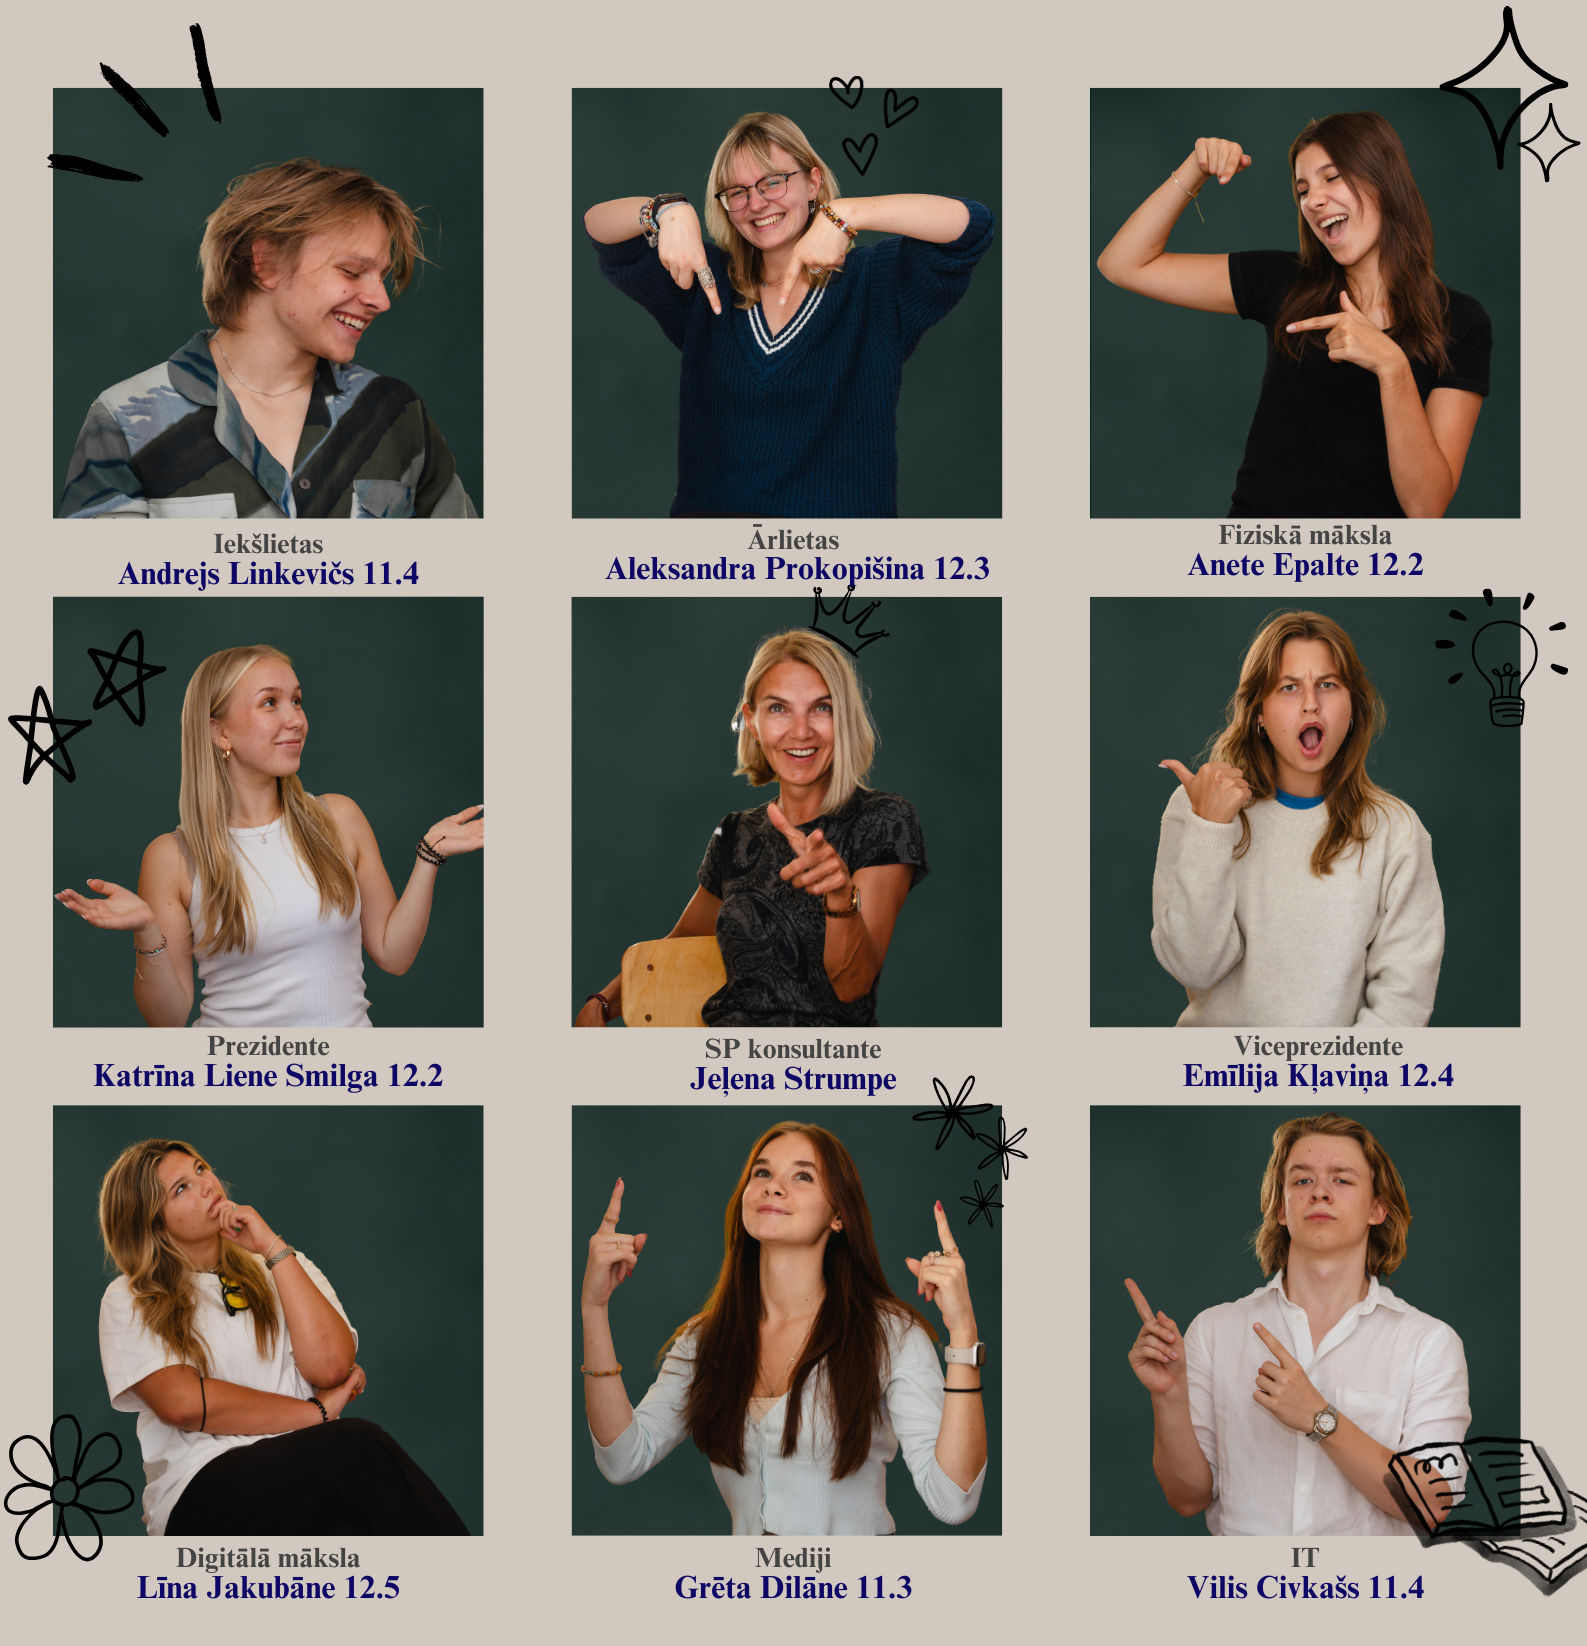 Iekšlietas
Andrejs Linkevičs 11.4
Ārlietas
Aleksandra Prokopišina 12.3
Fiziskā māksla
Anete Epalte 12.2
Prezidente
Katrīna Liene Smilga 12.2
SP konsultante
Jeļena Strumpe
Viceprezidente
Emīlija Kļaviņa 12.4
Digitālā māksla
Līna Jakubāne 12.5
Mediji
Grēta Dilāne 11.3
IT
Vilis Civkašs 11.4